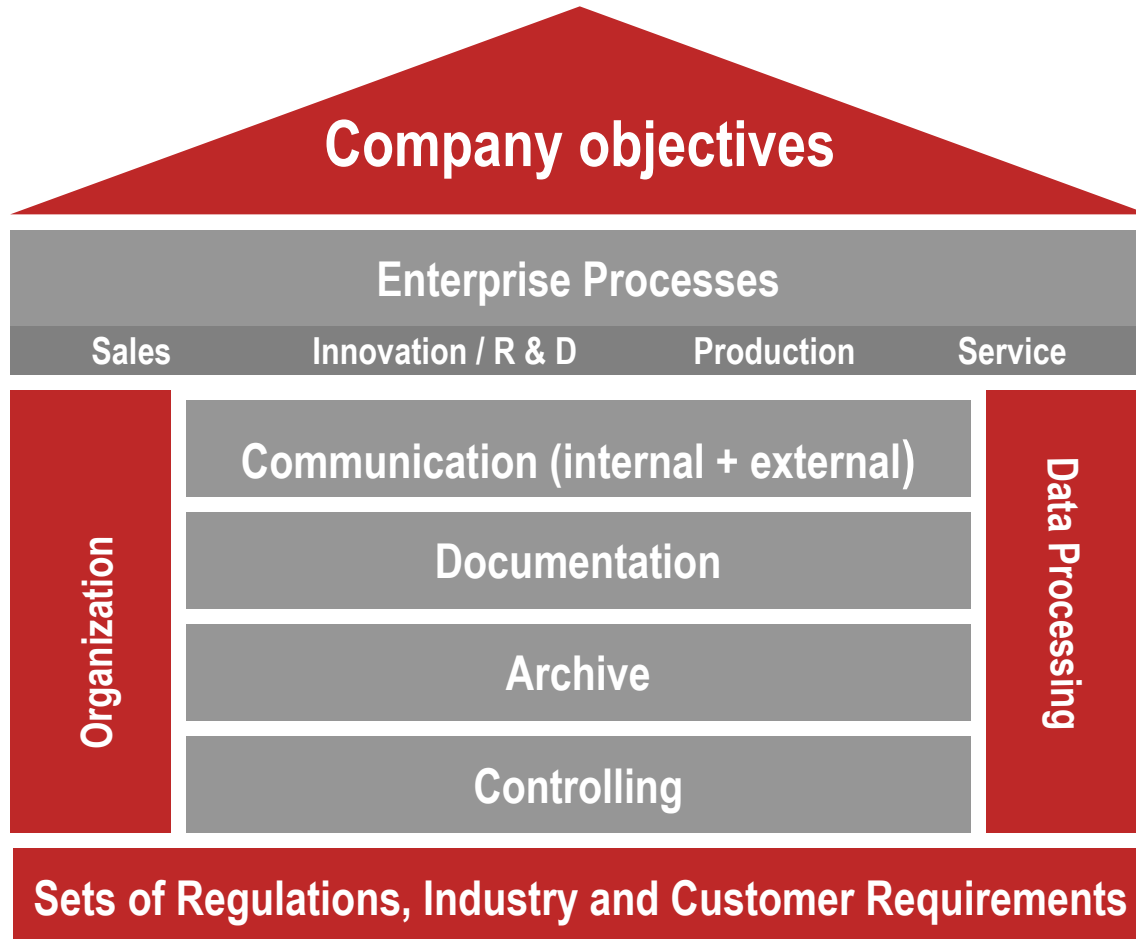 Company objectives
Enterprise Processes
Sales Innovation / R & D Production Service
Organization
Communication (internal + external)
Documentation
Archive
Controlling
Data Processing
Sets of Regulations, Industry and Customer Requirements